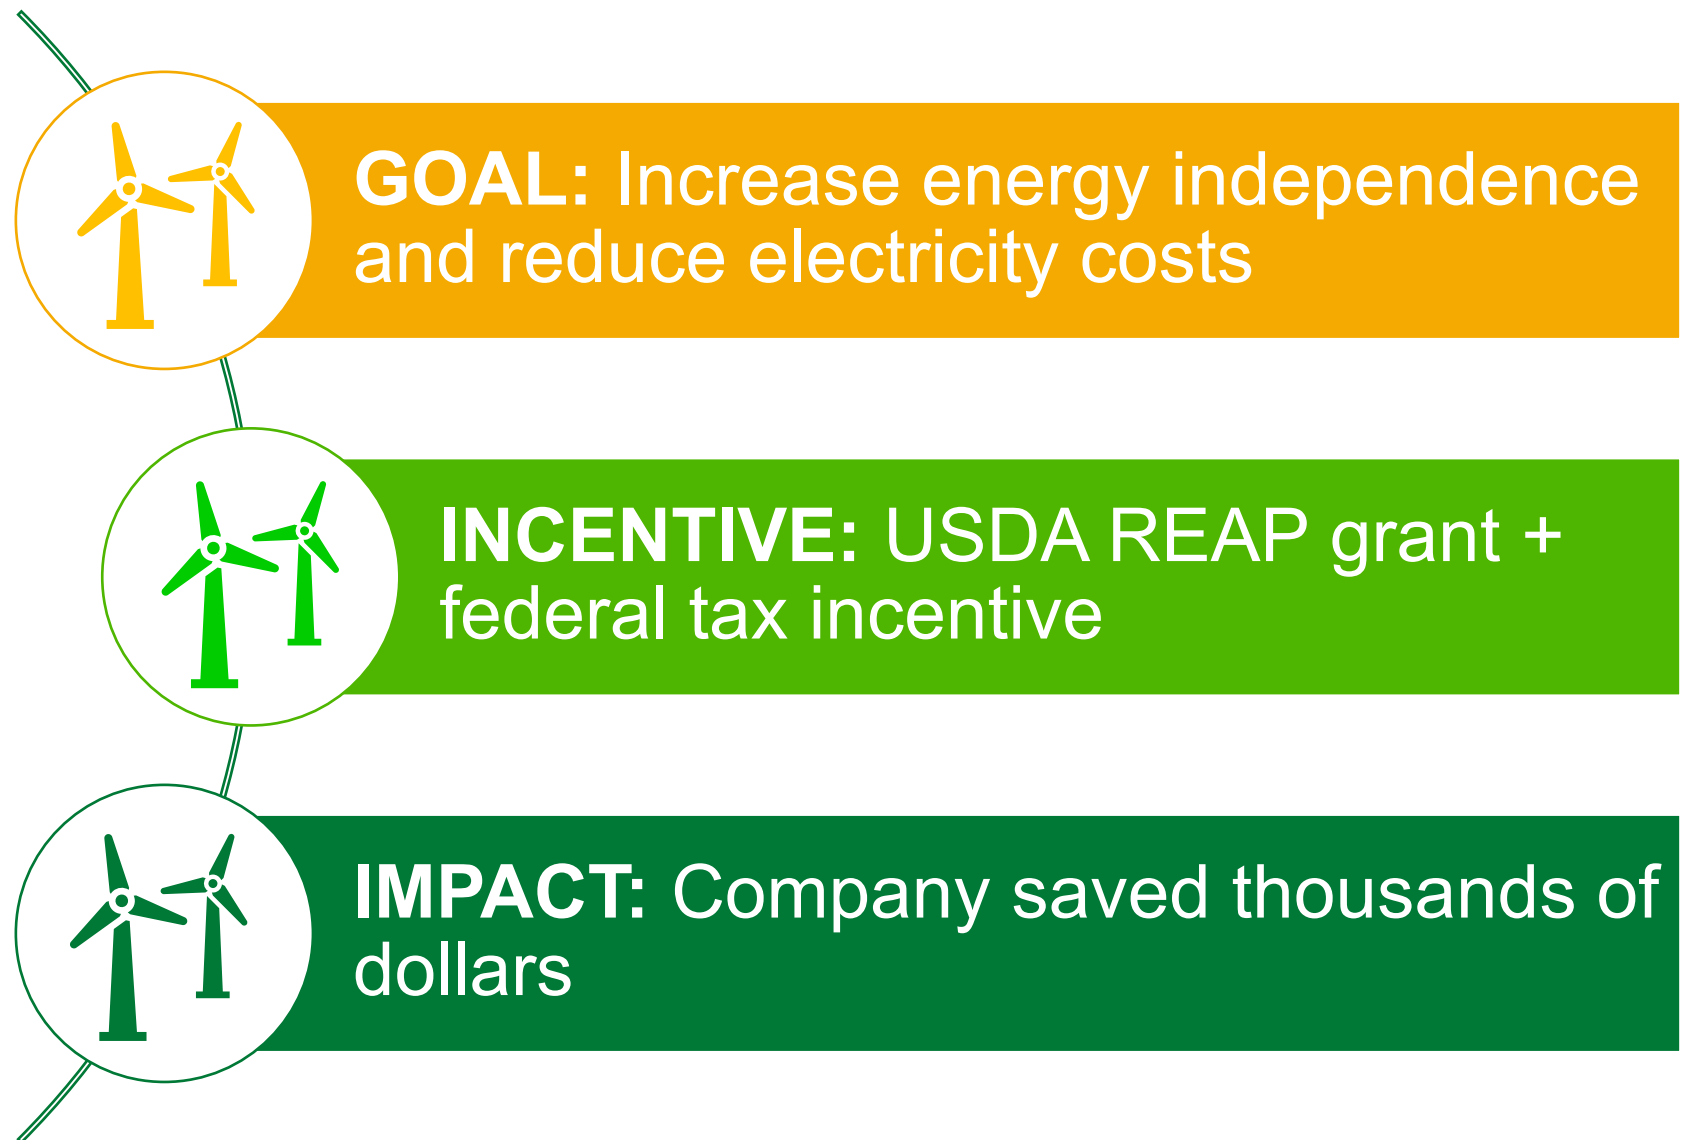 GOAL: Increase energy independence
and reduce electricity costs
INCENTIVE: USDA REAP grant +
federal tax incentive
IMPACT: Company saved thousands of
dollars